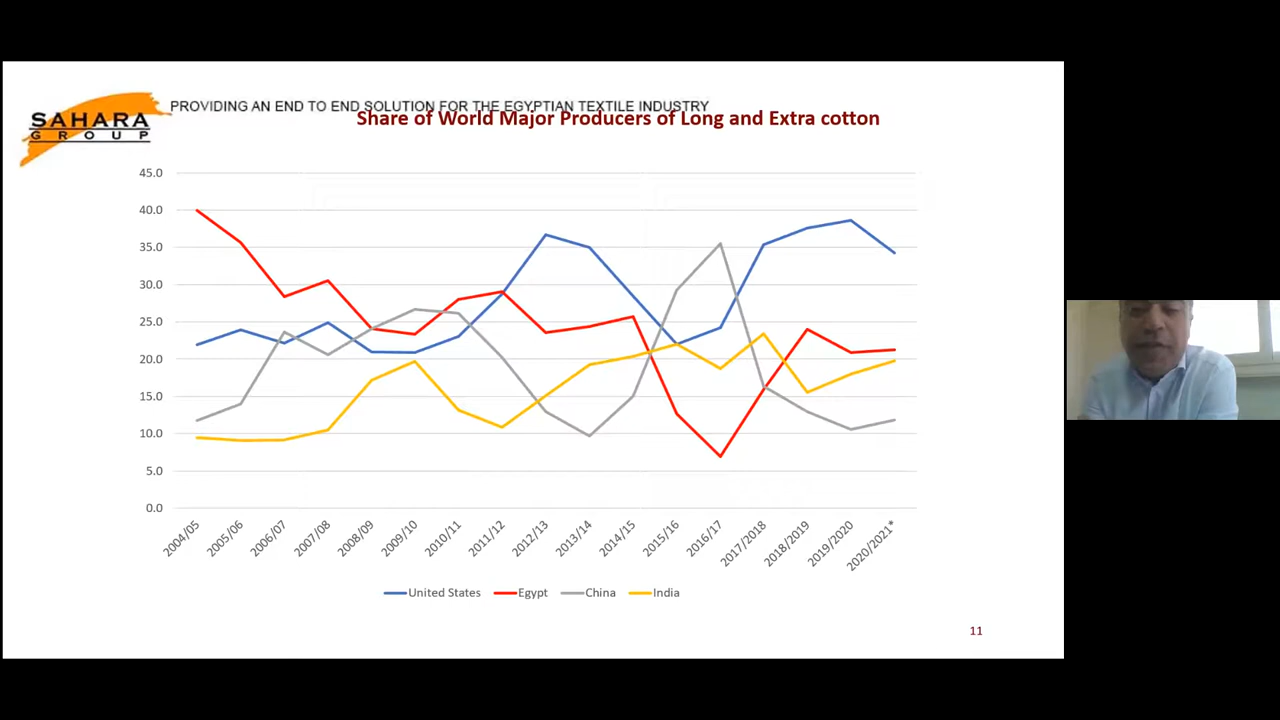 PROVIDING AN END TO END SOLUTION FOR THE EGYPTIAN TEXTILE INDUSTRY
SAHARA
GROUP
Share of World Major Producers of Long and Extra cotton
45.0
40.0
35.0
30.0
25.0
20.0
15.0
10.0
5.0
0.0
2004/05 2005/06 2006/07 2007/08 2008/09 2009/10 2010/11 2011/12 2012/13 2013/14 2014/15 2015/16 2016/17 2017/2018 2018/2019 2019/2020 2020/2021*
United States Egypt China India
11